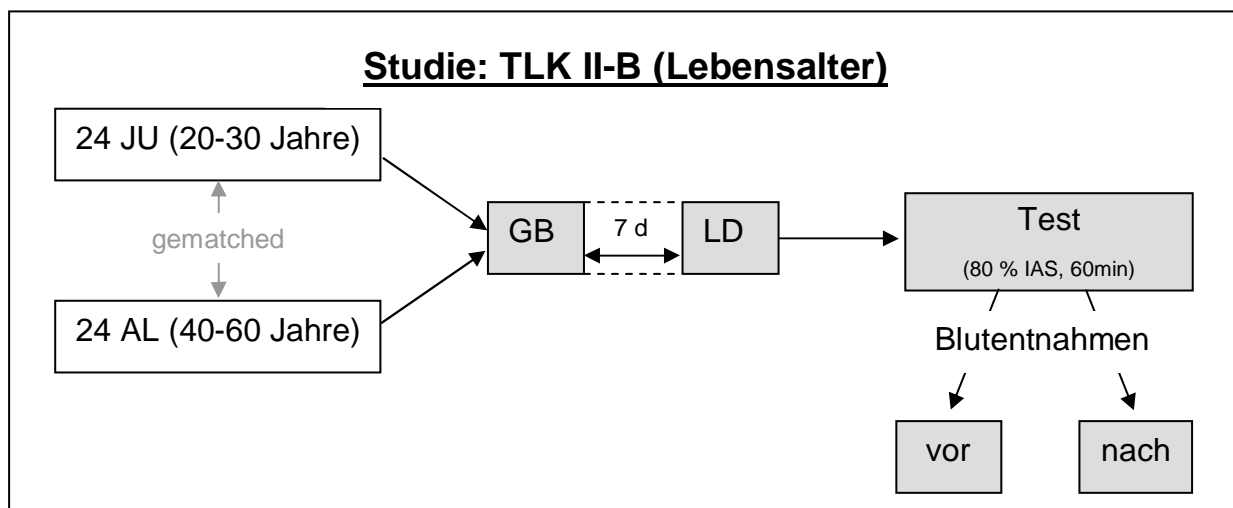 Studie: TLK II-B (Lebensalter)
24 JU (20-30 Jahre)
gematched
24 AL (40-60 Jahre)
GB
7 d
LD
Test
(80 % IAS, 60min)
Blutentnahmen
vor
nach